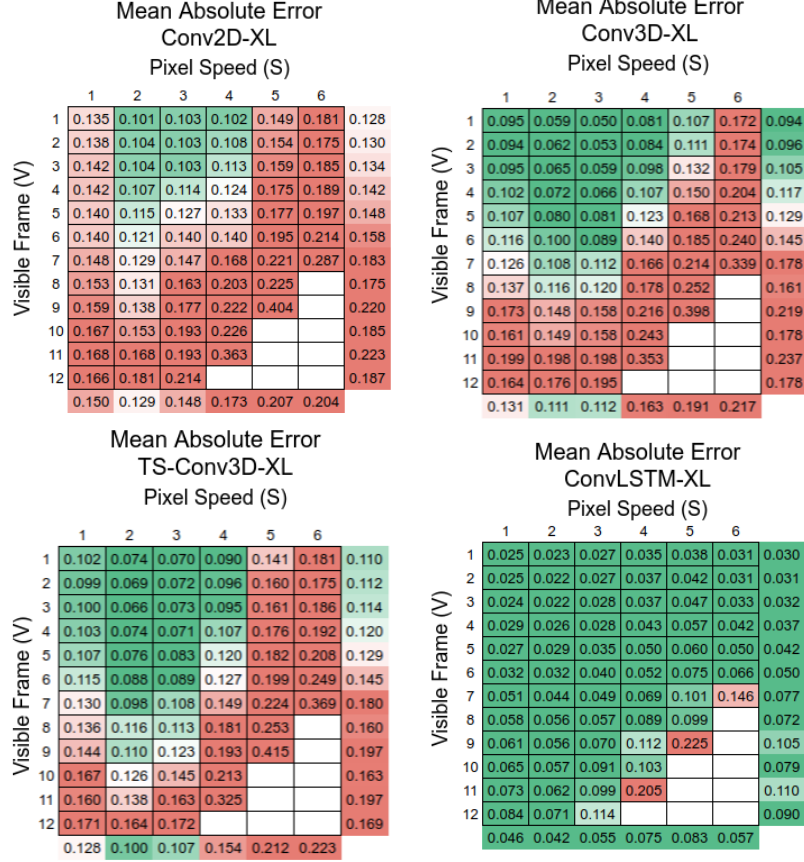 Mean Absolute Error
Conv2D-XL
Pixel Speed (S)
1 2 3 4 5 6
Visible Frame (V)
1 0.135 0.101 0.103 0.102 0.149 0.181 0.128
2 0.138 0.104 0.103 0.108 0.154 0.175 0.130
3 0.142 0.104 0.103 0.113 0.159 0.185 0.134
4 0.142 0.107 0.114 0.124 0.175 0.189 0.142
5 0.140 0.115 0.127 0.133 0.177 0.197 0.148
6 0.140 0.121 0.140 0.140 0.195 0.214 0.158
7 0.148 0.129 0.147 0.168 0.221 0.287 0.183
8 0.153 0.131 0.163 0.203 0.225 0.175
9 0.159 0.138 0.177 0.222 0.404 0.220
10 0.167 0.153 0.193 0.226 0.185
11 0.168 0.168 0.193 0.363 0.223
12 0.166 0.181 0.214 0.187
0.150 0.129 0.148 0.173 0.207 0.204
Mean Absolute Error
Conv3D-XL
Pixel Speed (S)
1 2 3 4 5 6
Visible Frame (V)
1 0.095 0.059 0.050 0.081 0.107 0.172 0.094
2 0.094 0.062 0.053 0.084 0.111 0.174 0.096
3 0.095 0.065 0.059 0.098 0.132 0.179 0.105
4 0.102 0.072 0.066 0.107 0.150 0.204 0.117
5 0.107 0.080 0.081 0.123 0.168 0.213 0.129
6 0.116 0.100 0.089 0.140 0.185 0.240 0.145
7 0.126 0.108 0.112 0.166 0.214 0.339 0.178
8 0.137 0.116 0.120 0.178 0.252 0.161
9 0.173 0.148 0.158 0.216 0.398 0.219
10 0.161 0.149 0.158 0.243 0.178
11 0.199 0.198 0.198 0.353 0.237
12 0.164 0.176 0.195 0.178
0.131 0.111 0.112 0.163 0.191 0.217
Mean Absolute Error
TS-Conv3D-XL
Pixel Speed (S)
1 2 3 4 5 6
Visible Frame (V)
1 0.102 0.074 0.070 0.090 0.141 0.181 0.110
2 0.099 0.069 0.072 0.096 0.160 0.175 0.112
3 0.100 0.066 0.073 0.095 0.161 0.186 0.114
4 0.103 0.074 0.071 0.107 0.176 0.192 0.120
5 0.107 0.076 0.083 0.120 0.182 0.208 0.129
6 0.115 0.088 0.089 0.127 0.199 0.249 0.145
7 0.130 0.098 0.108 0.149 0.224 0.369 0.180
8 0.136 0.116 0.113 0.181 0.253 0.160
9 0.144 0.110 0.123 0.193 0.415 0.197
10 0.167 0.126 0.145 0.213 0.163
11 0.160 0.138 0.163 0.325 0.197
12 0.171 0.164 0.172 0.169
0.128 0.100 0.107 0.154 0.212 0.223
Mean Absolute Error
ConvLSTM-XL
Pixel Speed (S)
1 2 3 4 5 6
Visible Frame (V)
1 0.025 0.023 0.027 0.035 0.038 0.031 0.030
2 0.025 0.022 0.027 0.037 0.042 0.031 0.031
3 0.024 0.022 0.028 0.037 0.047 0.033 0.032
4 0.029 0.026 0.028 0.043 0.057 0.042 0.037
5 0.027 0.029 0.035 0.050 0.060 0.050 0.042
6 0.032 0.032 0.040 0.052 0.075 0.066 0.050
7 0.051 0.044 0.049 0.069 0.101 0.146 0.077
8 0.058 0.056 0.057 0.089 0.099 0.072
9 0.061 0.056 0.070 0.112 0.225 0.105
10 0.065 0.057 0.091 0.103 0.079
11 0.073 0.062 0.099 0.205 0.110
12 0.084 0.071 0.114 0.090
0.046 0.042 0.055 0.075 0.083 0.057